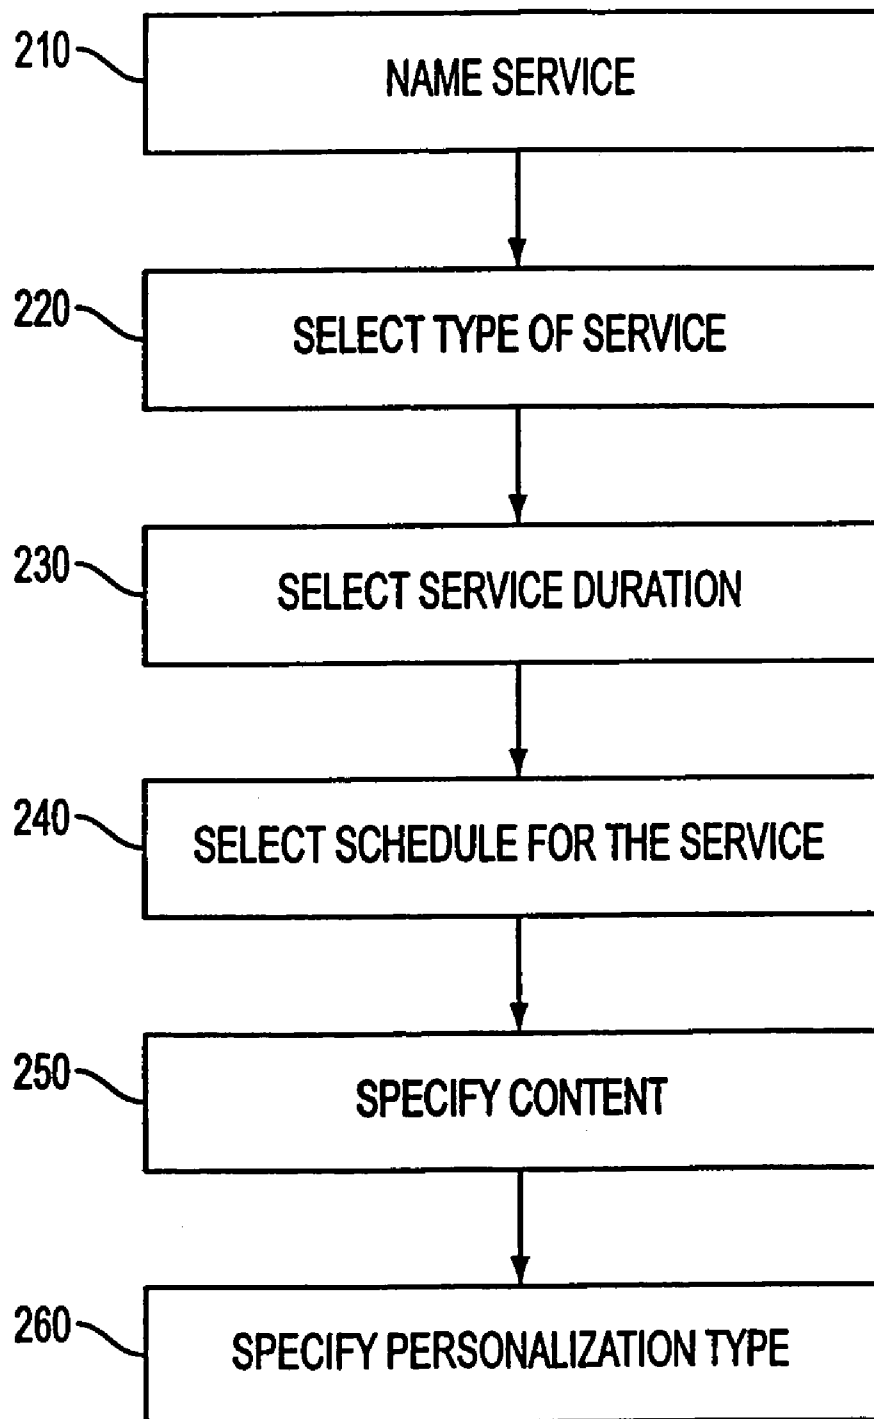 210
NAME SERVICE
220
SELECT TYPE OF SERVICE
230
SELECT SERVICE DURATION
240
SELECT SCHEDULE FOR THE SERVICE
250
SPECIFY CONTENT
260
SPECIFY PERSONALIZATION TYPE